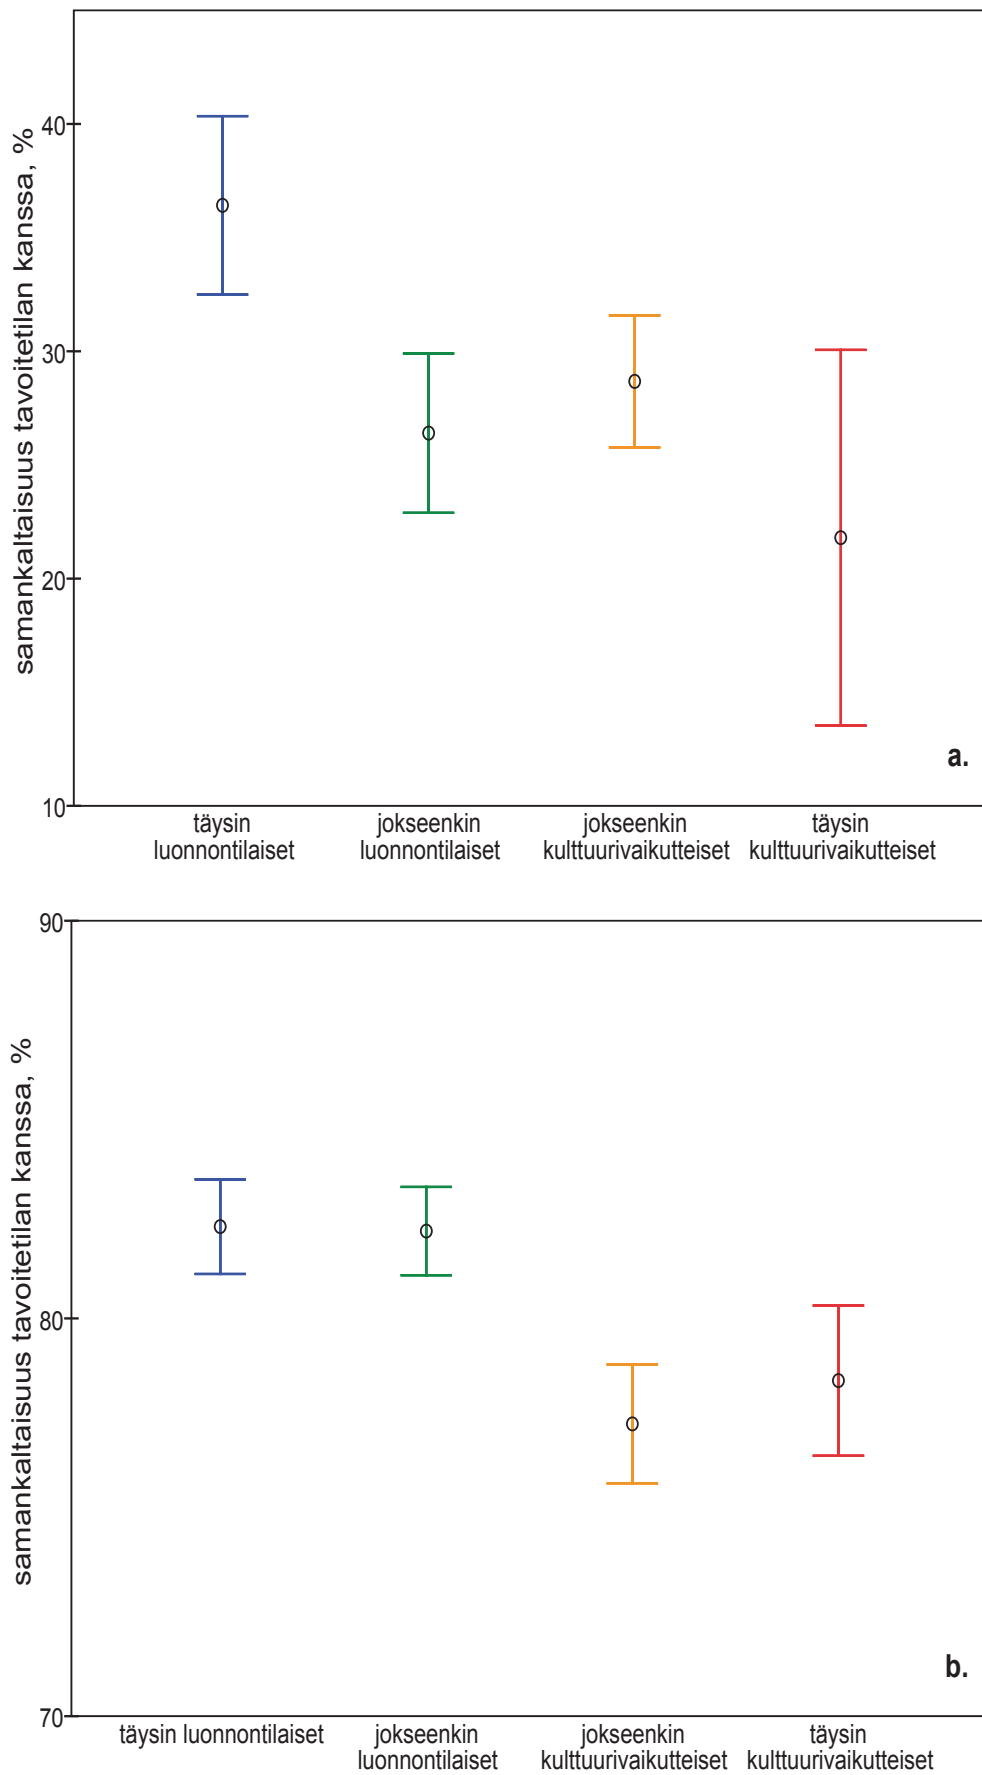 samankaltaisuus tavoitetilan kanssa, %
40
30
20
10
a.
täysin
luonnontilaiset
jokseenkin
luonnontilaiset
jokseenkin
kulttuurivaikutteiset
täysin
kulttuurivaikutteiset
samankaltaisuus tavoitetilan kanssa, %
90
80
70
b.
täysin luonnontilaiset
jokseenkin
luonnontilaiset
jokseenkin
kulttuurivaikutteiset
täysin
kulttuurivaikutteiset